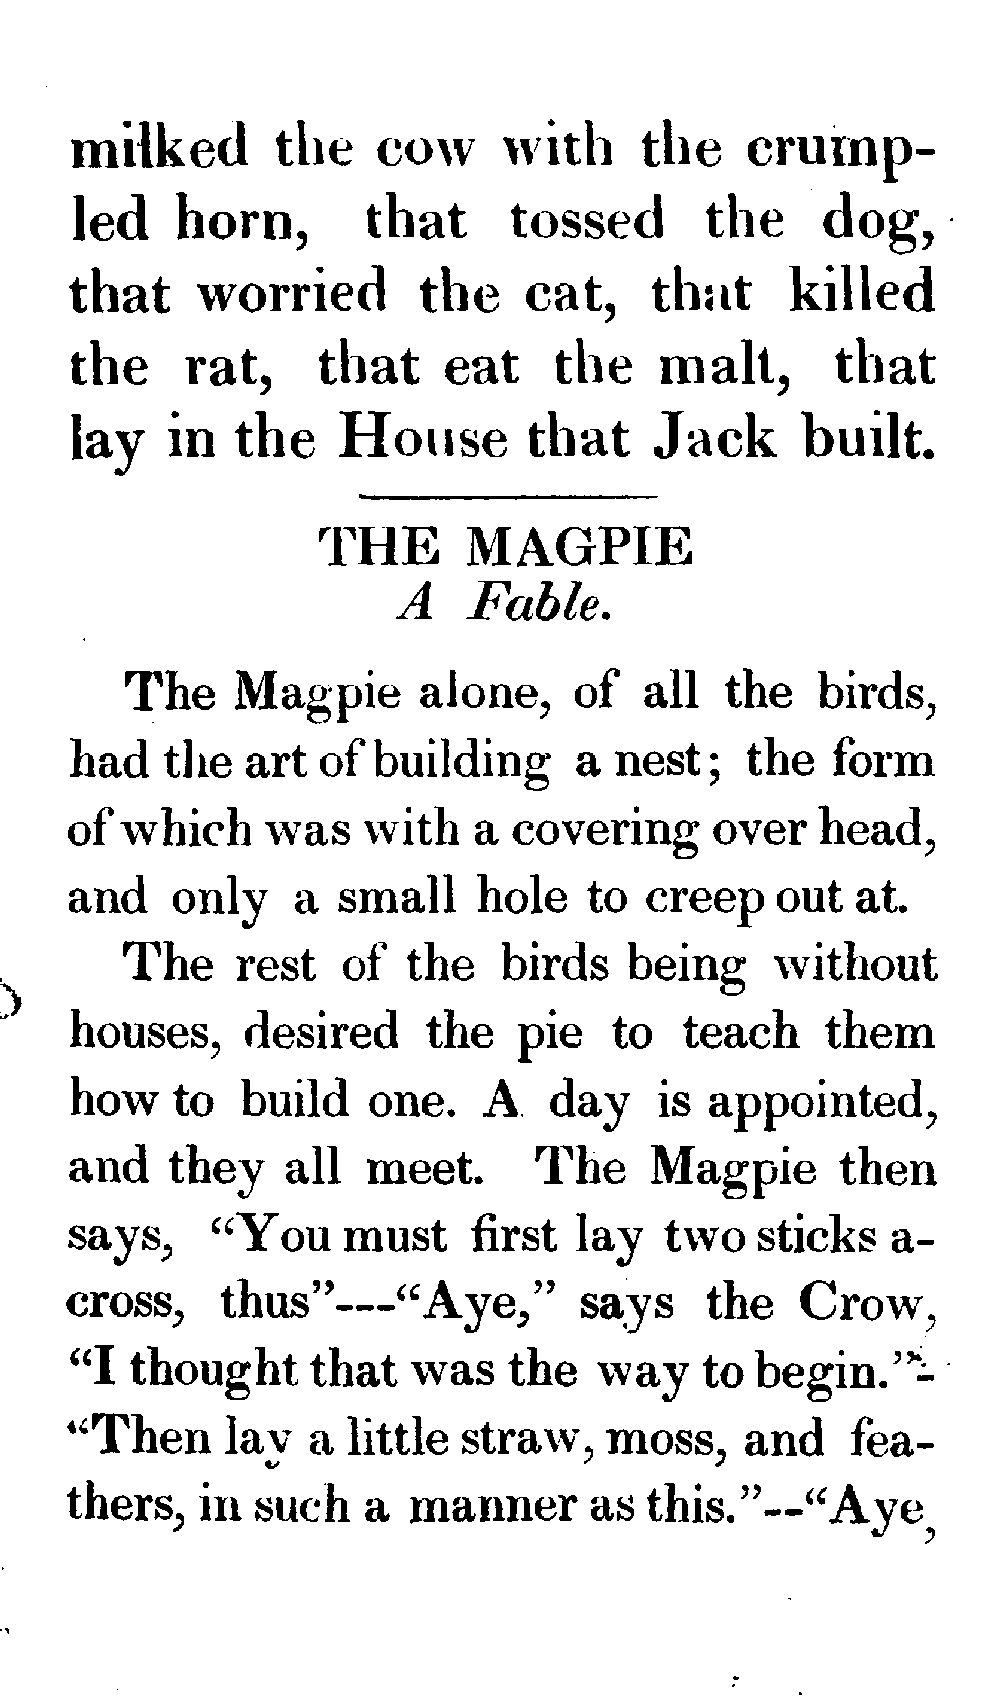 milked the cow with the crump-
led horn, that tossed the dog,
that worried the cat, that killed
the rat, that eat the malt, that
lay in the House that Jack built.
THE MAGPIE
A Fable.
The Magpie alone, of all the birds,
had the art of building a nest; the form
of which was with a covering over head,
and only a small hole to creep out at.
The rest of the birds being without
houses, desired the pie to teach them
how to build one. A day is appointed,
and they all meet. The Magpie then
says, "You must first lay two sticks a-
cross, thus"---"Aye," says the Crow,
"I thought that was the way to begin."-
"Then lay a little straw, moss, and fea-
thers, in such a manner as this."--"Aye,